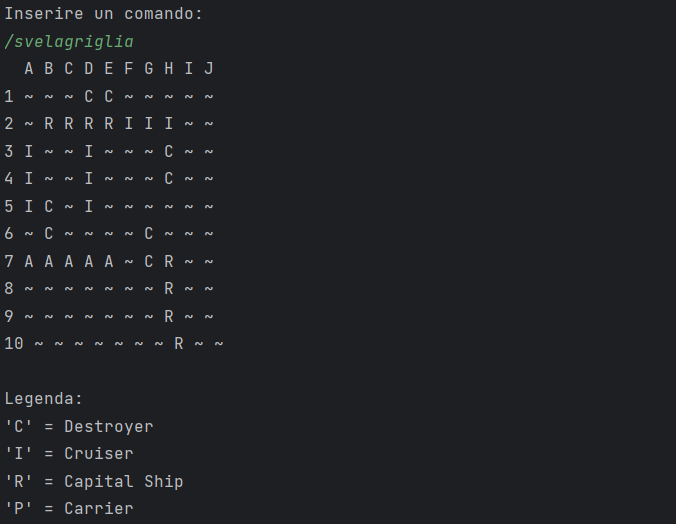 Inserire un comando:
/svelagriglia
  A B C D E F G H I J
1 ~ ~ ~ C C ~ ~ ~ ~ ~
2 ~ R R R R I I I ~ ~
3 I ~ ~ I ~ ~ ~ C ~ ~
4 I ~ ~ I ~ ~ ~ C ~ ~
5 I C ~ I ~ ~ ~ ~ ~ ~
6 ~ C ~ ~ ~ ~ C ~ ~ ~
7 A A A A A ~ C R ~ ~
8 ~ ~ ~ ~ ~ ~ ~ R ~ ~
9 ~ ~ ~ ~ ~ ~ ~ R ~ ~
10 ~ ~ ~ ~ ~ ~ ~ R ~ ~
Legenda:
'C' = Destroyer
'I' = Cruiser
'R' = Capital Ship
'P' = Carrier